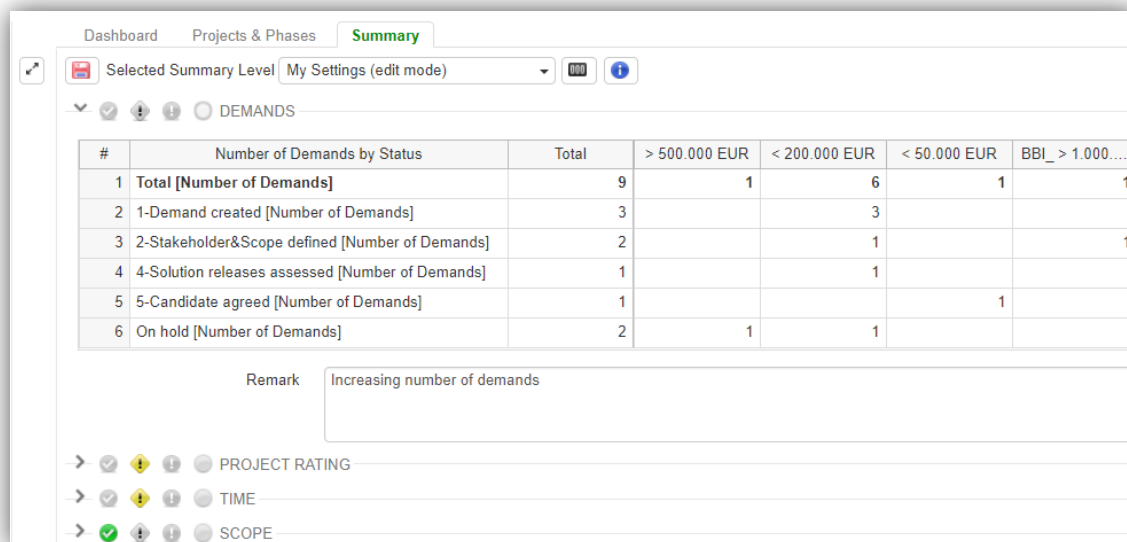 Dashboard Projects & Phases Summary
Selected Summary Level My Settings (edit mode)
DEMANDS
# Number of Demands by Status Total > 500.000 EUR < 200.000 EUR < 50.000 EUR BBI_ > 1.000....
1 Total [Number of Demands] 9 1 6 1 1
2 1-Demand created [Number of Demands] 3 3
3 2-Stakeholder&Scope defined [Number of Demands] 2 1 1
4 4-Solution releases assessed [Number of Demands] 1 1
5 5-Candidate agreed [Number of Demands] 1 1
6 On hold [Number of Demands] 2 1 1
Remark Increasing number of demands
PROJECT RATING
TIME
SCOPE